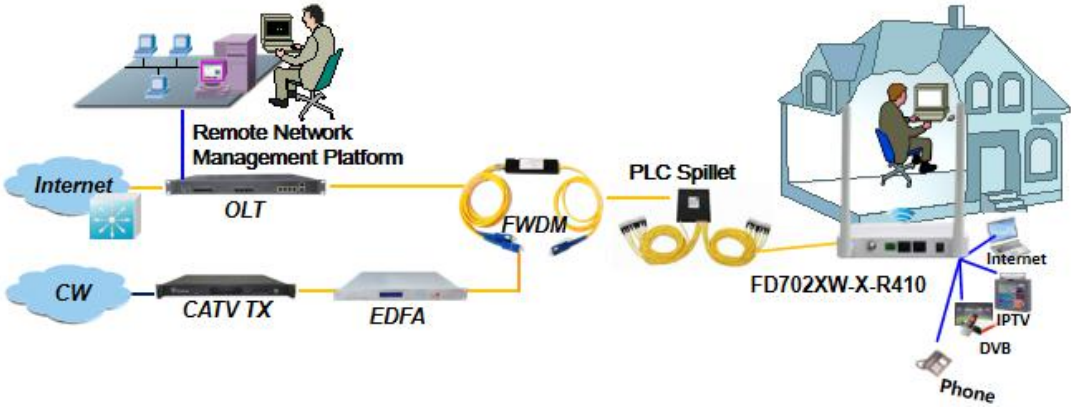 Remote Network
Management Platform
Internet
OLT
FWDM
PLC Spillet
CW
CATV TX
EDFA
FD702XW-X-R410
Internet
IPTV
DVB
Phone